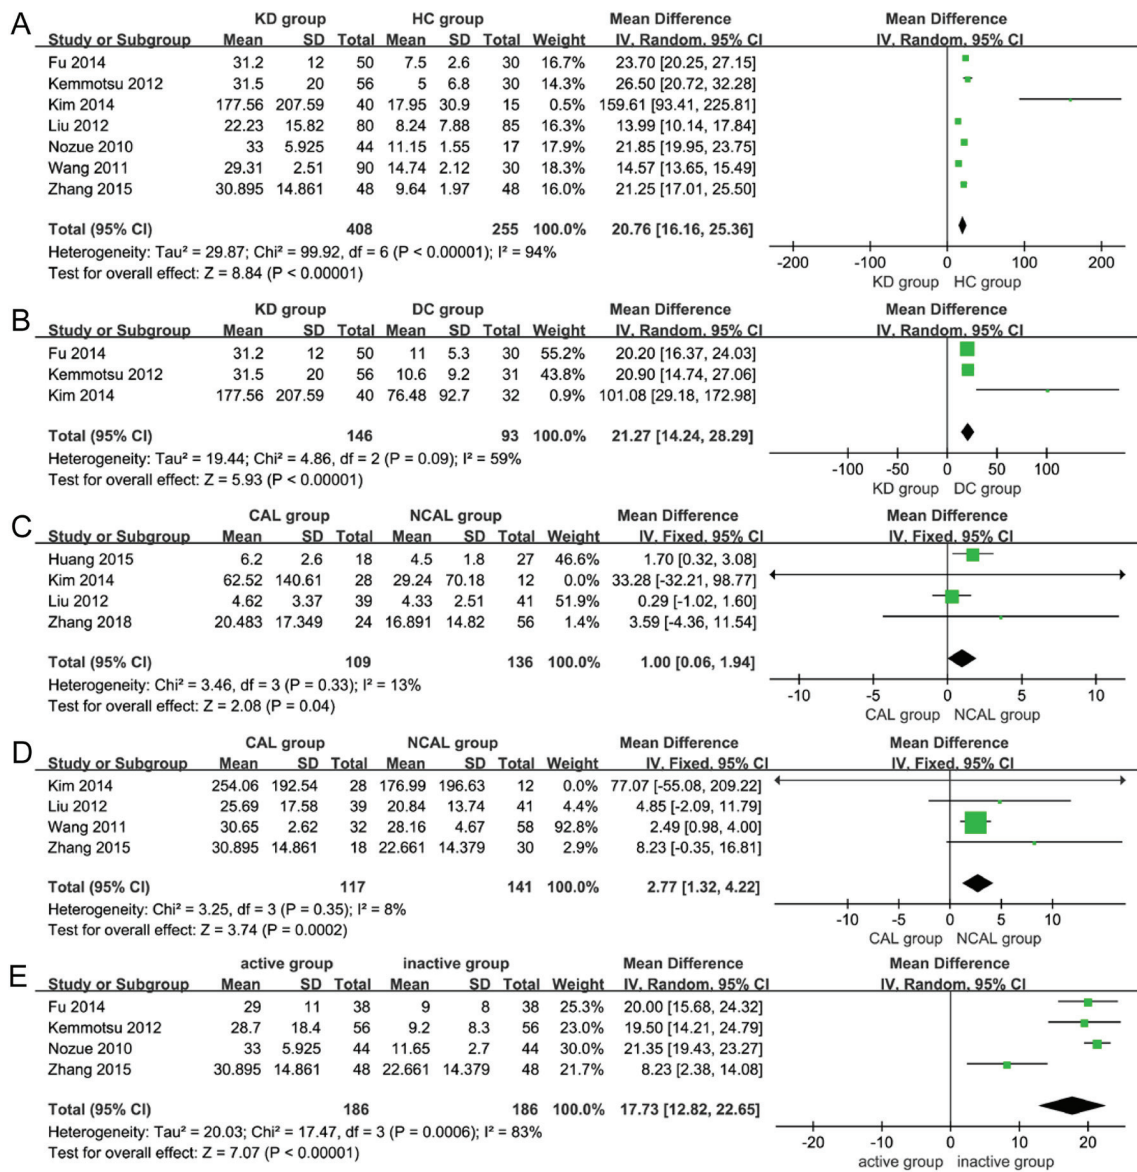 A
KD group HC group Mean Difference Mean Difference
Study or Subgroup Mean SD Total Mean SD Total Weight IV, Random, 95% CI IV, Random, 95% CI
Fu 2014 31.2 12 50 7.5 2.6 30 16.7% 23.70 [20.25, 27.15]
Kemmotsu 2012 31.5 20 56 5 6.8 30 14.3% 26.50 [20.72, 32.28]
Kim 2014 177.56 207.59 40 17.95 30.9 15 0.5% 159.61 [93.41, 225.81]
Liu 2012 22.23 15.82 80 8.24 7.88 85 16.3% 13.99 [10.14, 17.84]
Nozue 2010 33 5.925 44 11.15 1.55 17 17.9% 21.85 [19.95, 23.75]
Wang 2011 29.31 2.51 90 14.74 2.12 30 18.3% 14.57 [13.65, 15.49]
Zhang 2015 30.895 14.861 48 9.64 1.97 48 16.0% 21.25 [17.01, 25.50]
Total (95% CI) 408 255 100.0% 20.76 [16.16, 25.36]
Heterogeneity: Tau² = 29.87; Chi² = 99.92, df = 6 (P < 0.00001); I² = 94%
Test for overall effect: Z = 8.84 (P < 0.00001)
-200 -100 0 100 200
KD group HC group
B
KD group DC group Mean Difference Mean Difference
Study or Subgroup Mean SD Total Mean SD Total Weight IV, Random, 95% CI IV, Random, 95% CI
Fu 2014 31.2 12 50 11 5.3 30 55.2% 20.20 [16.37, 24.03]
Kemmotsu 2012 31.5 20 56 10.6 9.2 31 43.8% 20.90 [14.74, 27.06]
Kim 2014 177.56 207.59 40 76.48 92.7 32 0.9% 101.08 [29.18, 172.98]
Total (95% CI) 146 93 100.0% 21.27 [14.24, 28.29]
Heterogeneity: Tau² = 19.44; Chi² = 4.86, df = 2 (P = 0.09); I² = 59%
Test for overall effect: Z = 5.93 (P < 0.00001)
-100 -50 0 50 100
KD group DC group
C
CAL group NCAL group Mean Difference Mean Difference
Study or Subgroup Mean SD Total Mean SD Total Weight IV, Fixed, 95% CI IV, Fixed, 95% CI
Huang 2015 6.2 2.6 18 4.5 1.8 27 46.6% 1.70 [0.32, 3.08]
Kim 2014 62.52 140.61 28 29.24 70.18 12 0.0% 33.28 [-32.21, 98.77]
Liu 2012 4.62 3.37 39 4.33 2.51 41 51.9% 0.29 [-1.02, 1.60]
Zhang 2018 20.483 17.349 24 16.891 14.82 56 1.4% 3.59 [-4.36, 11.54]
Total (95% CI) 109 136 100.0% 1.00 [0.06, 1.94]
Heterogeneity: Chi² = 3.46, df = 3 (P = 0.33); I² = 13%
Test for overall effect: Z = 2.08 (P = 0.04)
-10 -5 0 5 10
CAL group NCAL group
D
CAL group NCAL group Mean Difference Mean Difference
Study or Subgroup Mean SD Total Mean SD Total Weight IV, Fixed, 95% CI IV, Fixed, 95% CI
Kim 2014 254.06 192.54 28 176.99 196.63 12 0.0% 77.07 [-55.08, 209.22]
Liu 2012 25.69 17.58 39 20.84 13.74 41 4.4% 4.85 [-2.09, 11.79]
Wang 2011 30.65 2.62 32 28.16 4.67 58 92.8% 2.49 [0.98, 4.00]
Zhang 2015 30.895 14.861 18 22.661 14.379 30 2.9% 8.23 [-0.35, 16.81]
Total (95% CI) 117 141 100.0% 2.77 [1.32, 4.22]
Heterogeneity: Chi² = 3.25, df = 3 (P = 0.35); I² = 8%
Test for overall effect: Z = 3.74 (P = 0.0002)
-10 -5 0 5 10
CAL group NCAL group
E
active group inactive group Mean Difference Mean Difference
Study or Subgroup Mean SD Total Mean SD Total Weight IV, Random, 95% CI IV, Random, 95% CI
Fu 2014 29 11 38 9 8 38 25.3% 20.00 [15.68, 24.32]
Kemmotsu 2012 28.7 18.4 56 9.2 8.3 56 23.0% 19.50 [14.21, 24.79]
Nozue 2010 33 5.925 44 11.65 2.7 44 30.0% 21.35 [19.43, 23.27]
Zhang 2015 30.895 14.861 48 22.661 14.379 48 21.7% 8.23 [2.38, 14.08]
Total (95% CI) 186 186 100.0% 17.73 [12.82, 22.65]
Heterogeneity: Tau² = 20.03; Chi² = 17.47, df = 3 (P = 0.0006); I² = 83%
Test for overall effect: Z = 7.07 (P < 0.00001)
-20 -10 0 10 20
active group inactive group